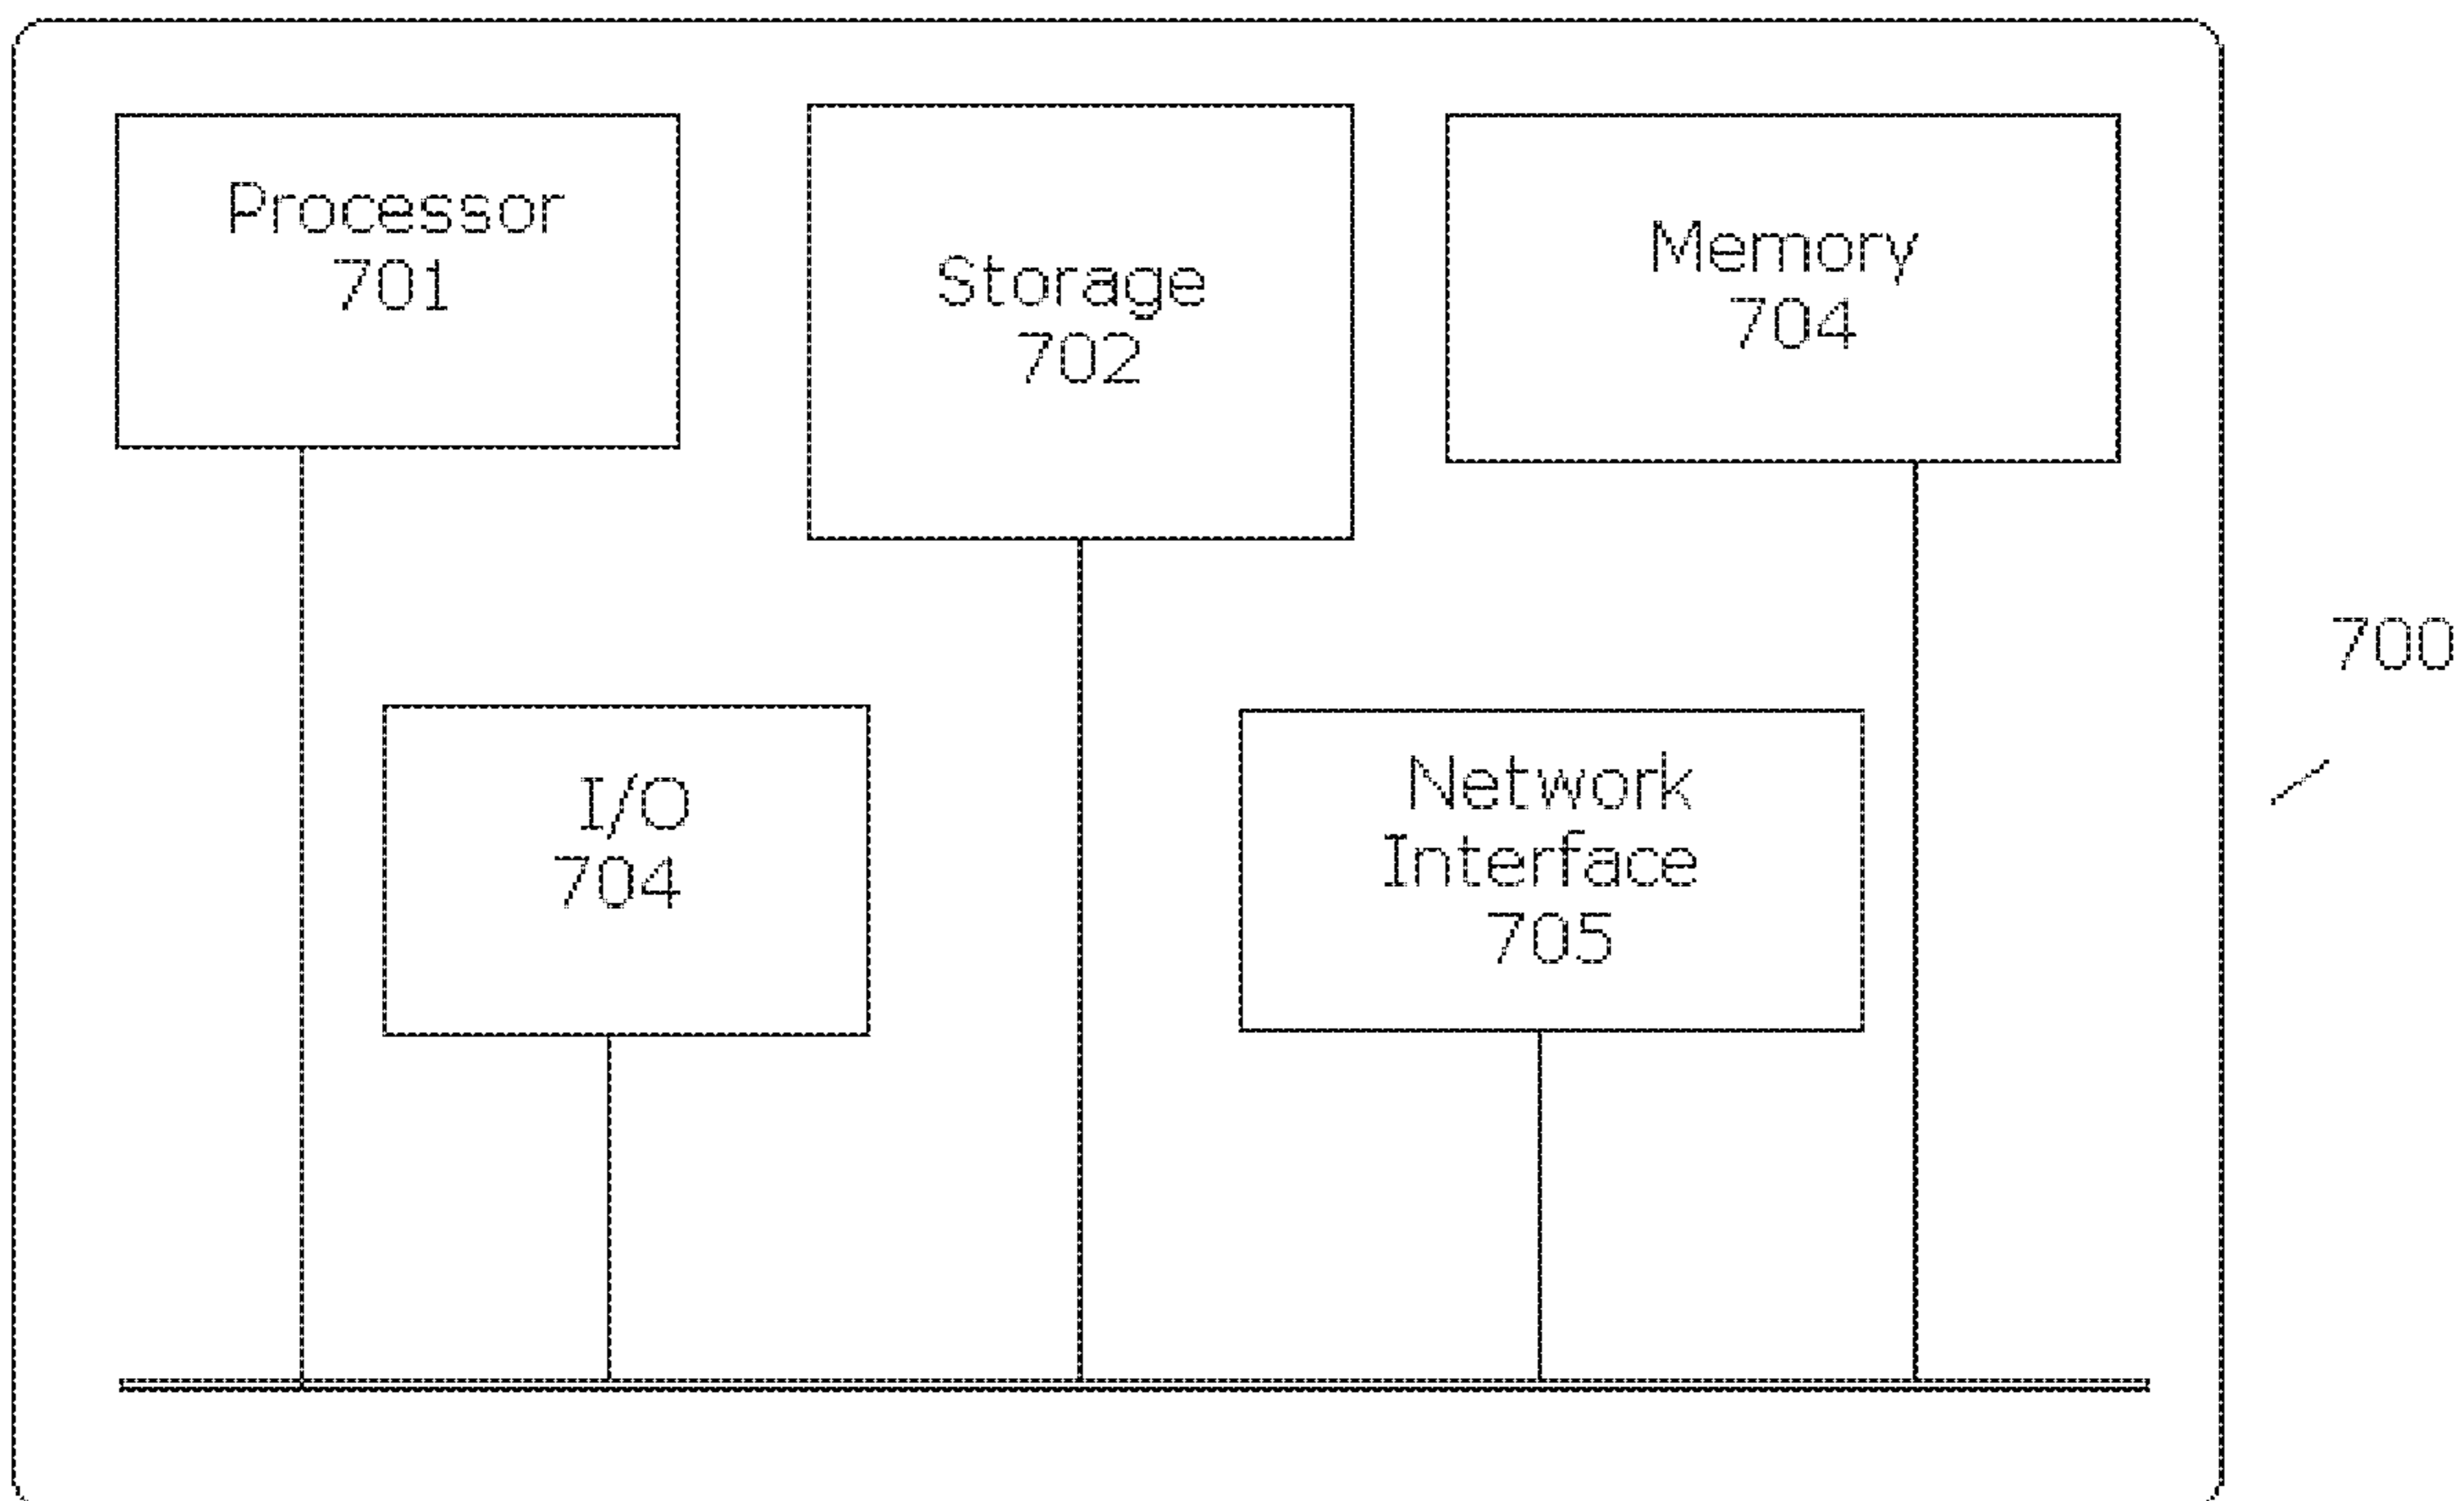 Processor
701
Storage
702
Memory
704
700
I/O
704
Network
Interface
705